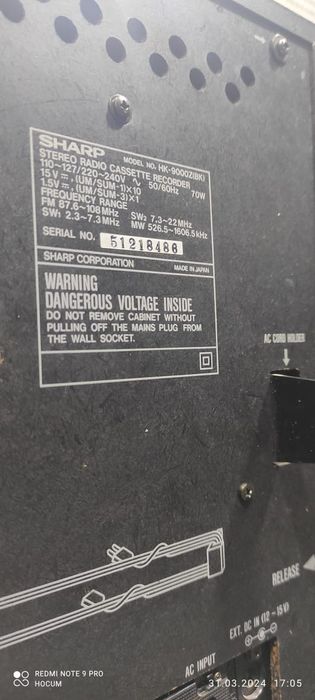 SHARP MODEL NO. HK-9000Z(BK)
STEREO RADIO CASSETTE RECORDER
110~127/220~240V ∿ 50/60Hz 70W
15V ⎓, (UM/SUM-1)×10
1.5V ⎓, (UM/SUM-3)×1
FREQUENCY RANGE
FM 87.6~108MHz SW₂ 7.3~22MHz
SW₁ 2.3~7.3MHz MW 526.5~1606.5kHz
SERIAL NO. 51218486
SHARP CORPORATION MADE IN JAPAN
WARNING
DANGEROUS VOLTAGE INSIDE
DO NOT REMOVE CABINET WITHOUT
PULLING OFF THE MAINS PLUG FROM
THE WALL SOCKET.
AC CORD HOLDER
RELEASE
EXT. DC IN (12-15V)
AC INPUT
REDMI NOTE 9 PRO
HOCUM
31.03.2024 17:05